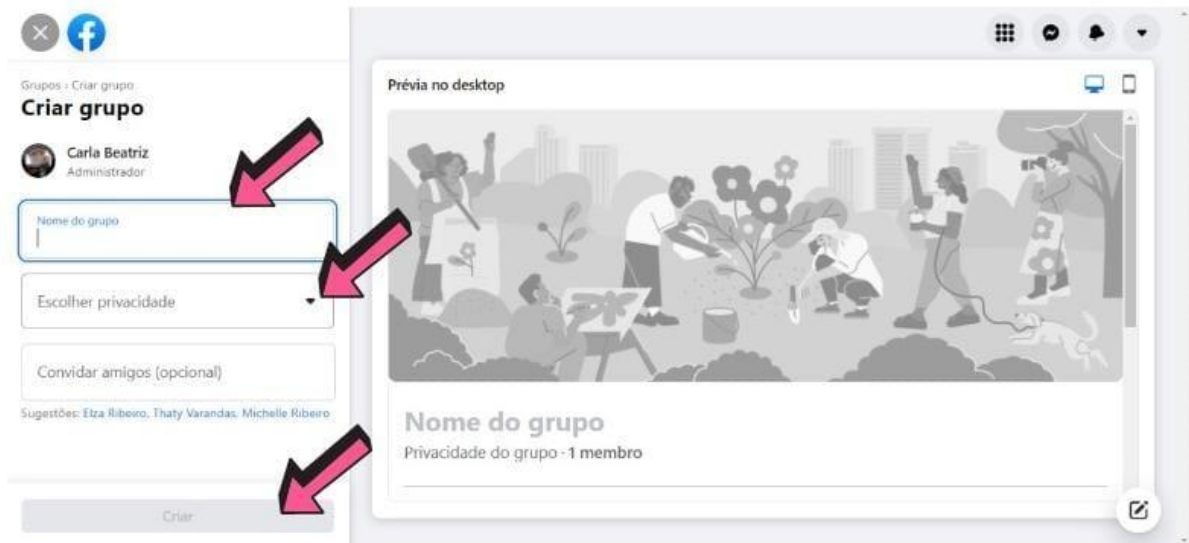 Grupos › Criar grupo
Criar grupo
Carla Beatriz
Administrador
Nome do grupo
Escolher privacidade
Convidar amigos (opcional)
Sugestões: Elza Ribeiro, Thaty Varandas, Michelle Ribeiro
Criar
Prévia no desktop
Nome do grupo
Privacidade do grupo · 1 membro